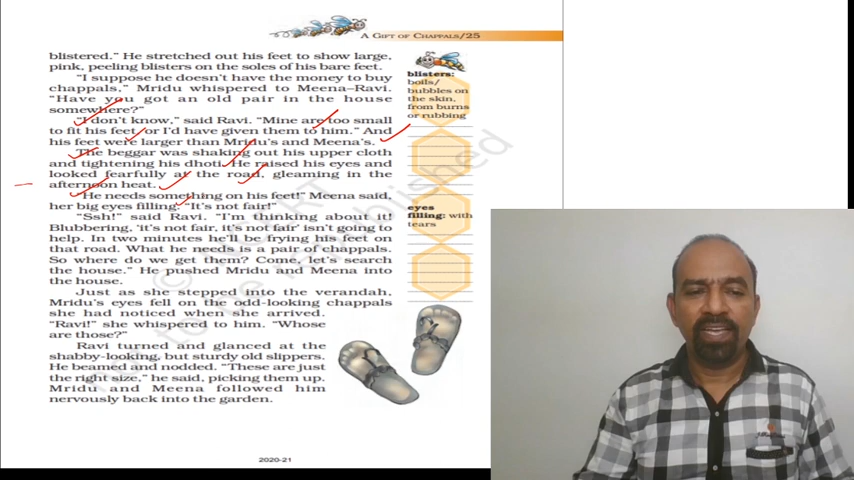 A Gift of Chappals/25
blistered." He stretched out his feet to show large,
pink, peeling blisters on the soles of his bare feet.
"I suppose he doesn't have the money to buy
chappals," Mridu whispered to Meena–Ravi.
"Have you got an old pair in the house
somewhere?"
"I don't know," said Ravi. "Mine are too small
to fit his feet, or I'd have given them to him." And
his feet were larger than Mridu's and Meena's.
The beggar was shaking out his upper cloth
and tightening his dhoti. He raised his eyes and
looked fearfully at the road, gleaming in the
afternoon heat.
"He needs something on his feet!" Meena said,
her big eyes filling. "It's not fair!"
"Ssh!" said Ravi. "I'm thinking about it!
Blubbering, 'it's not fair, it's not fair' isn't going to
help. In two minutes he'll be frying his feet on
that road. What he needs is a pair of chappals.
So where do we get them? Come, let's search
the house." He pushed Mridu and Meena into
the house.
Just as she stepped into the verandah,
Mridu's eyes fell on the odd-looking chappals
she had noticed when she arrived.
"Ravi!" she whispered to him. "Whose
are those?"
Ravi turned and glanced at the
shabby-looking, but sturdy old slippers.
He beamed and nodded. "These are just
the right size," he said, picking them up.
Mridu and Meena followed him
nervously back into the garden.
blisters:
boils/
bubbles on
the skin,
from burns
or rubbing
eyes
filling: with
tears
2020-21